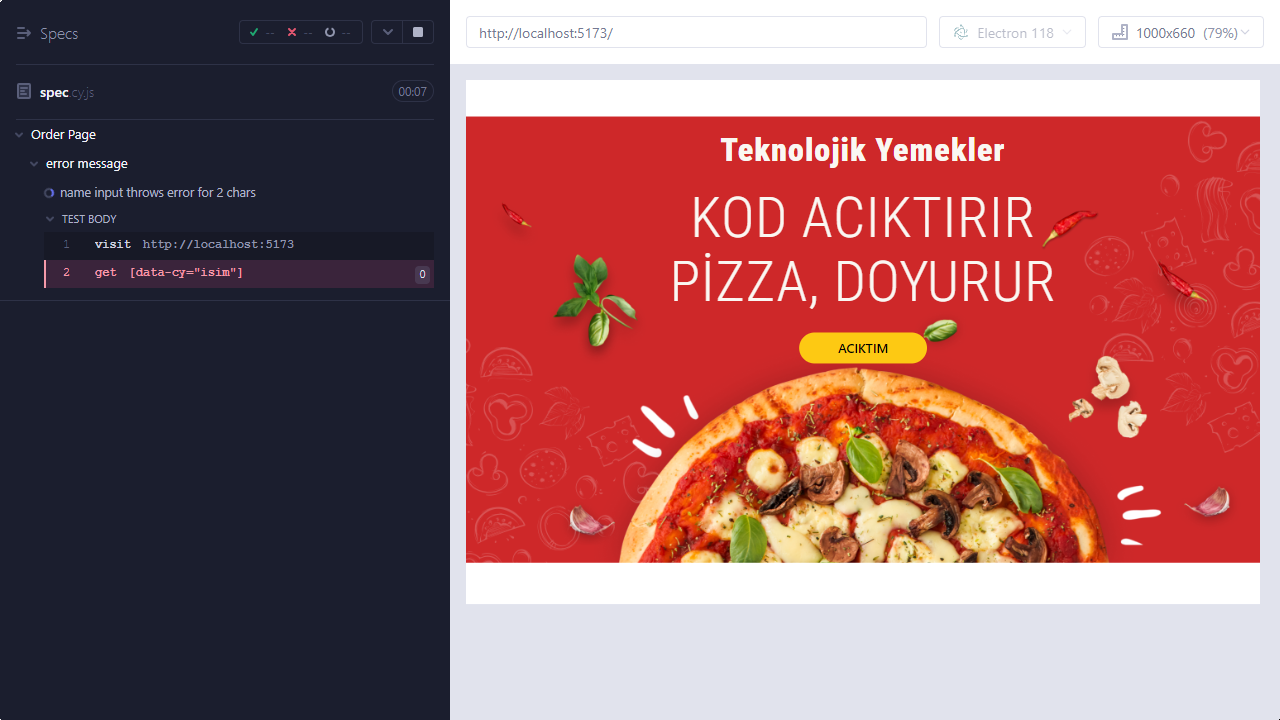 Specs
--
--
--
spec.cy.js
00:07
Order Page
error message
name input throws error for 2 chars
TEST BODY
1 visit http://localhost:5173
2 get [data-cy="isim"] 0
http://localhost:5173/
Electron 118
1000x660 (79%)
Teknolojik Yemekler
KOD ACIKTIRIR
PİZZA, DOYURUR
ACIKTIM